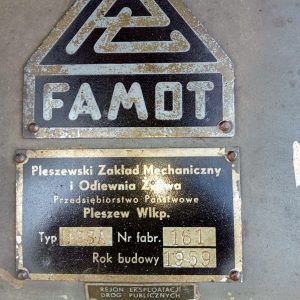 FAMOT
Pleszewski Zakład Mechaniczny
i Odlewnia Żeliwa
Przedsiębiorstwo Państwowe
Pleszew Wlkp.
Typ Nr fabr. 161
Rok budowy 1959
REJON EKSPLOATACJI
DRÓG PUBLICZNYCH